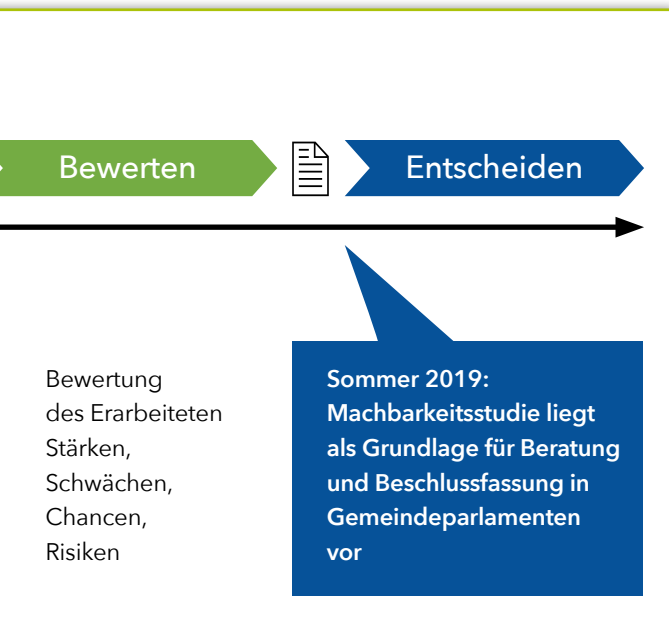 Bewerten
Entscheiden
Bewertung
des Erarbeiteten
Stärken,
Schwächen,
Chancen,
Risiken
Sommer 2019:
Machbarkeitsstudie liegt
als Grundlage für Beratung
und Beschlussfassung in
Gemeindeparlamenten
vor